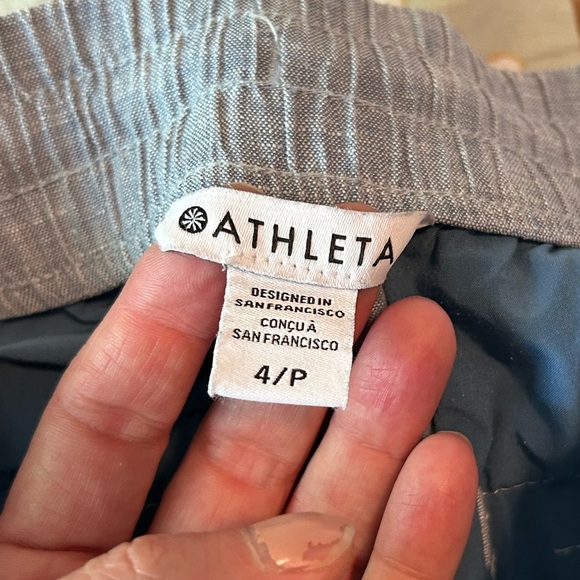 ATHLETA
DESIGNED IN
SAN FRANCISCO
CONÇU À
SAN FRANCISCO
4/P